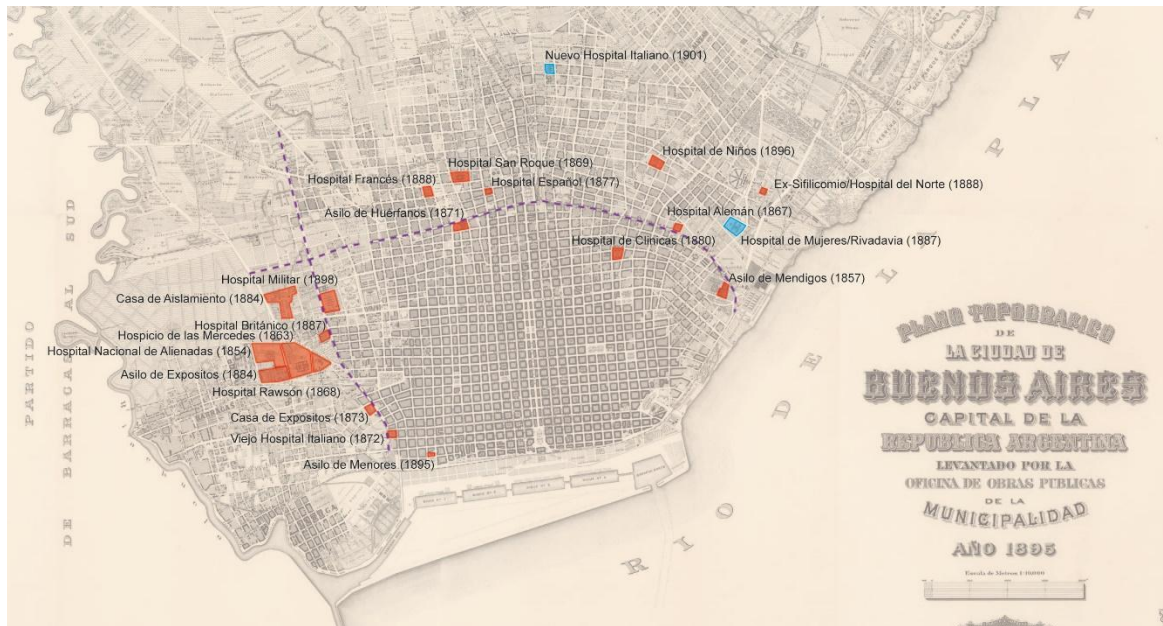 Nuevo Hospital Italiano (1901)
Hospital de Niños (1896)
Hospital San Roque (1869)
Hospital Francés (1888)
Hospital Español (1877)
Ex-Sifilicomio/Hospital del Norte (1888)
Asilo de Huérfanos (1871)
Hospital Alemán (1867)
Hospital de Clínicas (1880)
Hospital de Mujeres/Rivadavia (1887)
Hospital Militar (1898)
Asilo de Mendigos (1857)
Casa de Aislamiento (1884)
Hospital Británico (1887)
Hospicio de las Mercedes (1863)
Hospital Nacional de Alienadas (1854)
Asilo de Expositos (1884)
Hospital Rawson (1868)
Casa de Expositos (1873)
Viejo Hospital Italiano (1872)
Asilo de Menores (1895)
PARTIDO
DE BARRACAS AL SUD
RIO DE LA PLAT
PLANO TOPOGRAFICO
DE
LA CIUDAD DE
BUENOS AIRES
CAPITAL DE LA
REPUBLICA ARGENTINA
LEVANTADO POR LA
OFICINA DE OBRAS PUBLICAS
DE LA
MUNICIPALIDAD
AÑO 1895